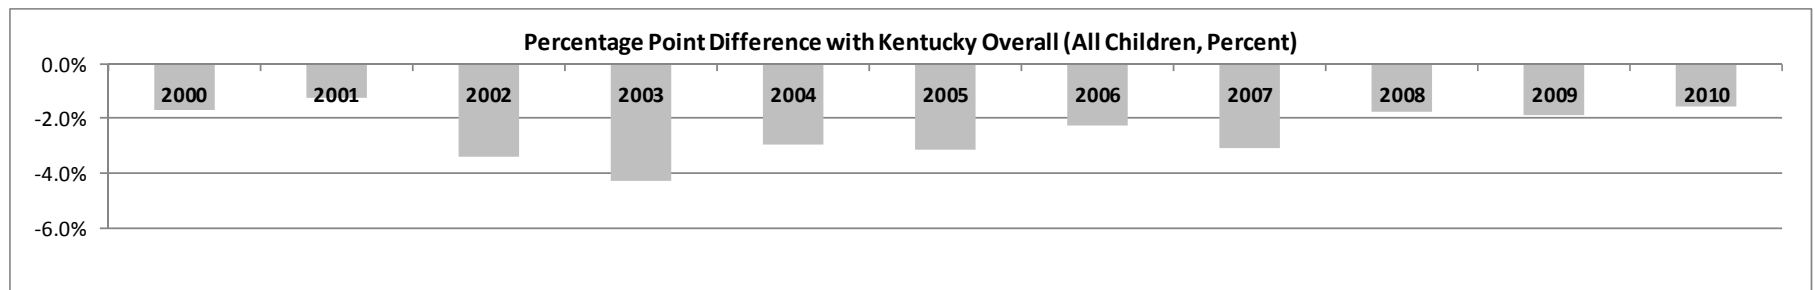 Percentage Point Difference with Kentucky Overall (All Children, Percent)
0.0%
2000 2001 2002 2003 2004 2005 2006 2007 2008 2009 2010
-2.0%
-4.0%
-6.0%